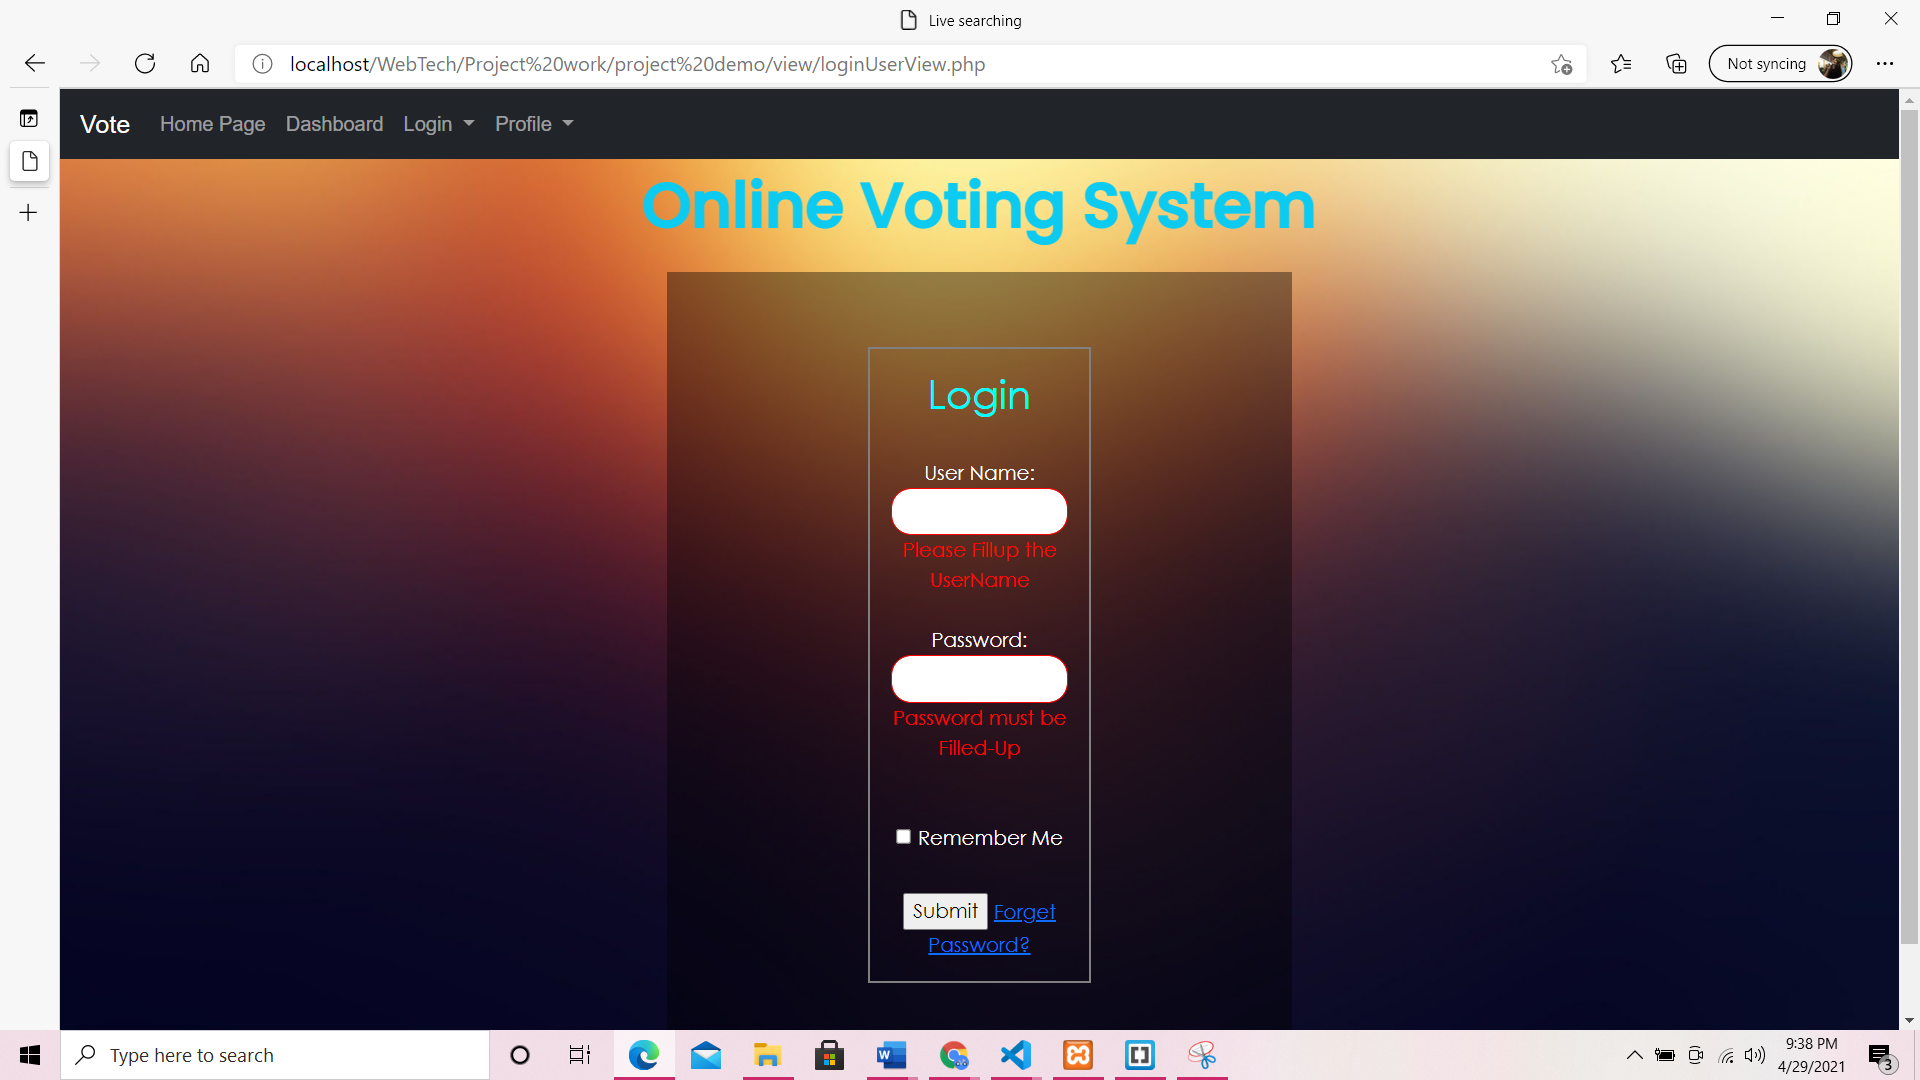 Live searching
localhost/WebTech/Project%20work/project%20demo/view/loginUserView.php
Not syncing
Vote Home Page Dashboard Login Profile
Online Voting System
Login
User Name:
Please Fillup the
UserName
Password:
Password must be
Filled-Up
Remember Me
Submit Forget
Password?
Type here to search
9:38 PM
4/29/2021
3